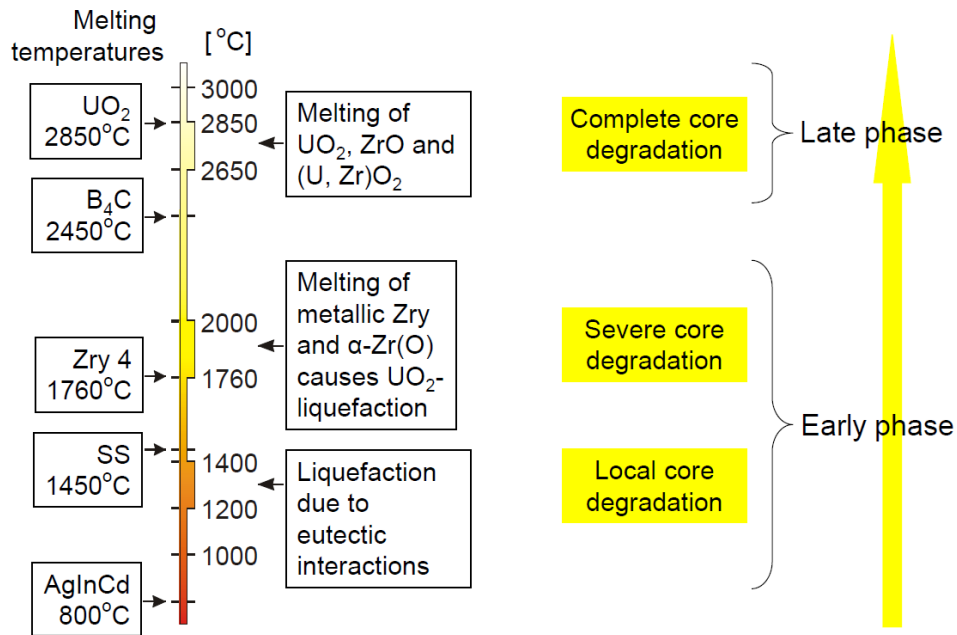 Melting
temperatures
[°C]
UO₂
2850°C
B₄C
2450°C
Zry 4
1760°C
SS
1450°C
AgInCd
800°C
3000
2850
2650
2000
1760
1400
1200
1000
Melting of
UO₂, ZrO and
(U, Zr)O₂
Melting of
metallic Zry
and α-Zr(O)
causes UO₂-
liquefaction
Liquefaction
due to
eutectic
interactions
Complete core
degradation
Severe core
degradation
Local core
degradation
Late phase
Early phase